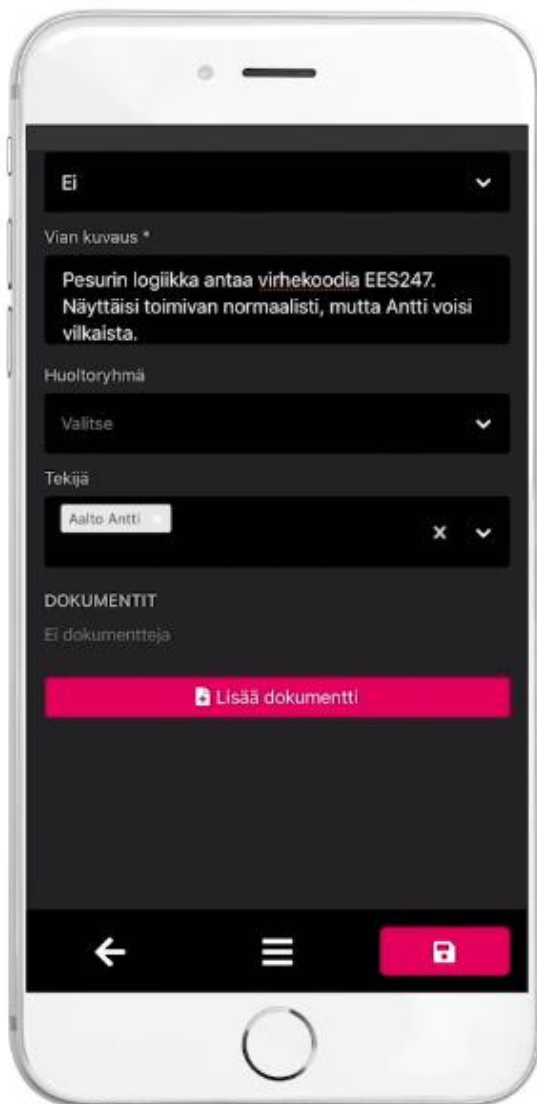 Ei
Vian kuvaus *
Pesurin logiikka antaa virhekoodia EES247.
Näyttäisi toimivan normaalisti, mutta Antti voisi
vilkaista.
Huoltoryhmä
Valitse
Tekijä
Aalto Antti
DOKUMENTIT
Ei dokumentteja
Lisää dokumentti